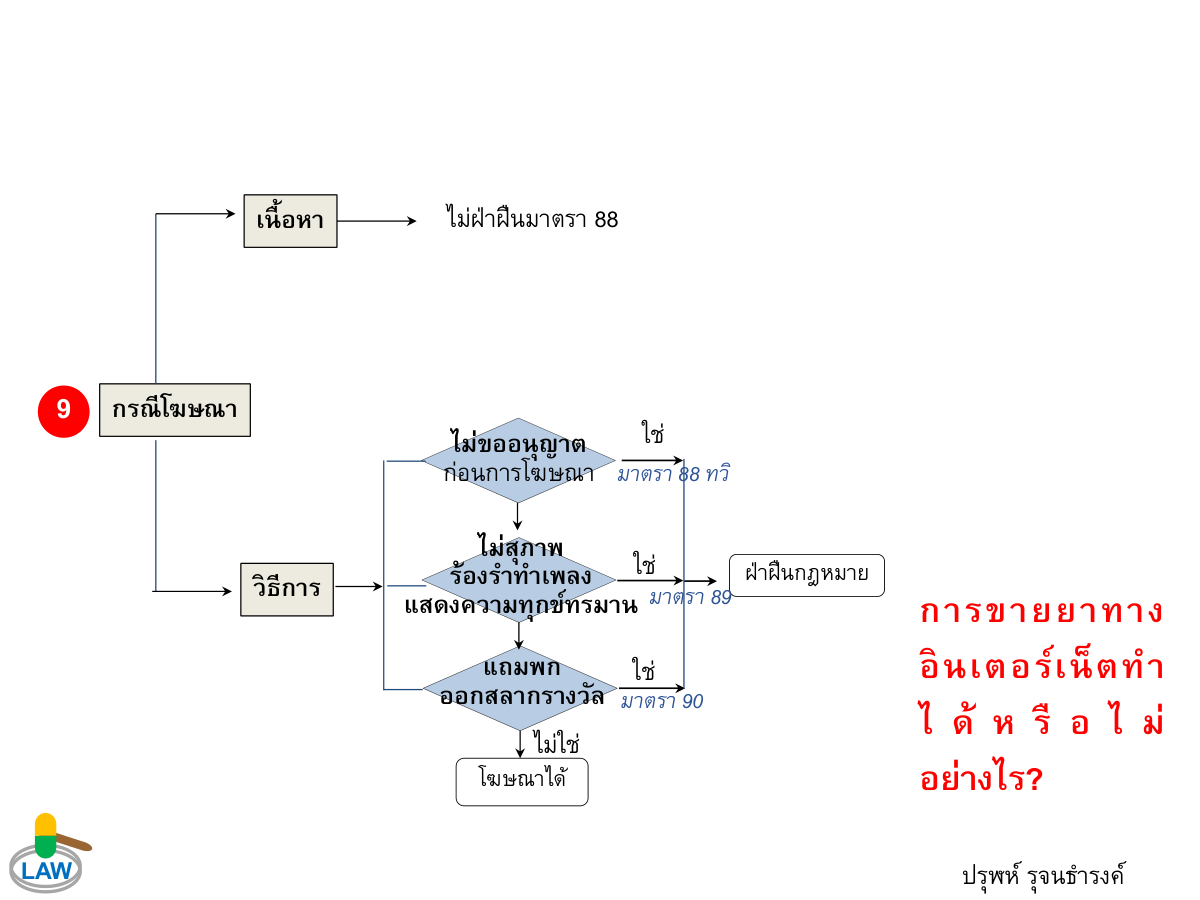 เนื้อหา
ไม่ฝ่าฝืนมาตรา 88
9
กรณีโฆษณา
ไม่ขออนุญาต
ก่อนการโฆษณา
ใช่
มาตรา 88 ทวิ
วิธีการ
ไม่สุภาพ
ร้องรำทำเพลง
แสดงความทุกข์ทรมาน
ใช่
มาตรา 89
ฝ่าฝืนกฎหมาย
แถมพก
ออกสลากรางวัล
ใช่
มาตรา 90
ไม่ใช่
โฆษณาได้
การขายยาทาง
อินเตอร์เน็ตทำ
ได้หรือไม่
อย่างไร?
LAW
ปรุฬห์ รุจนธำรงค์